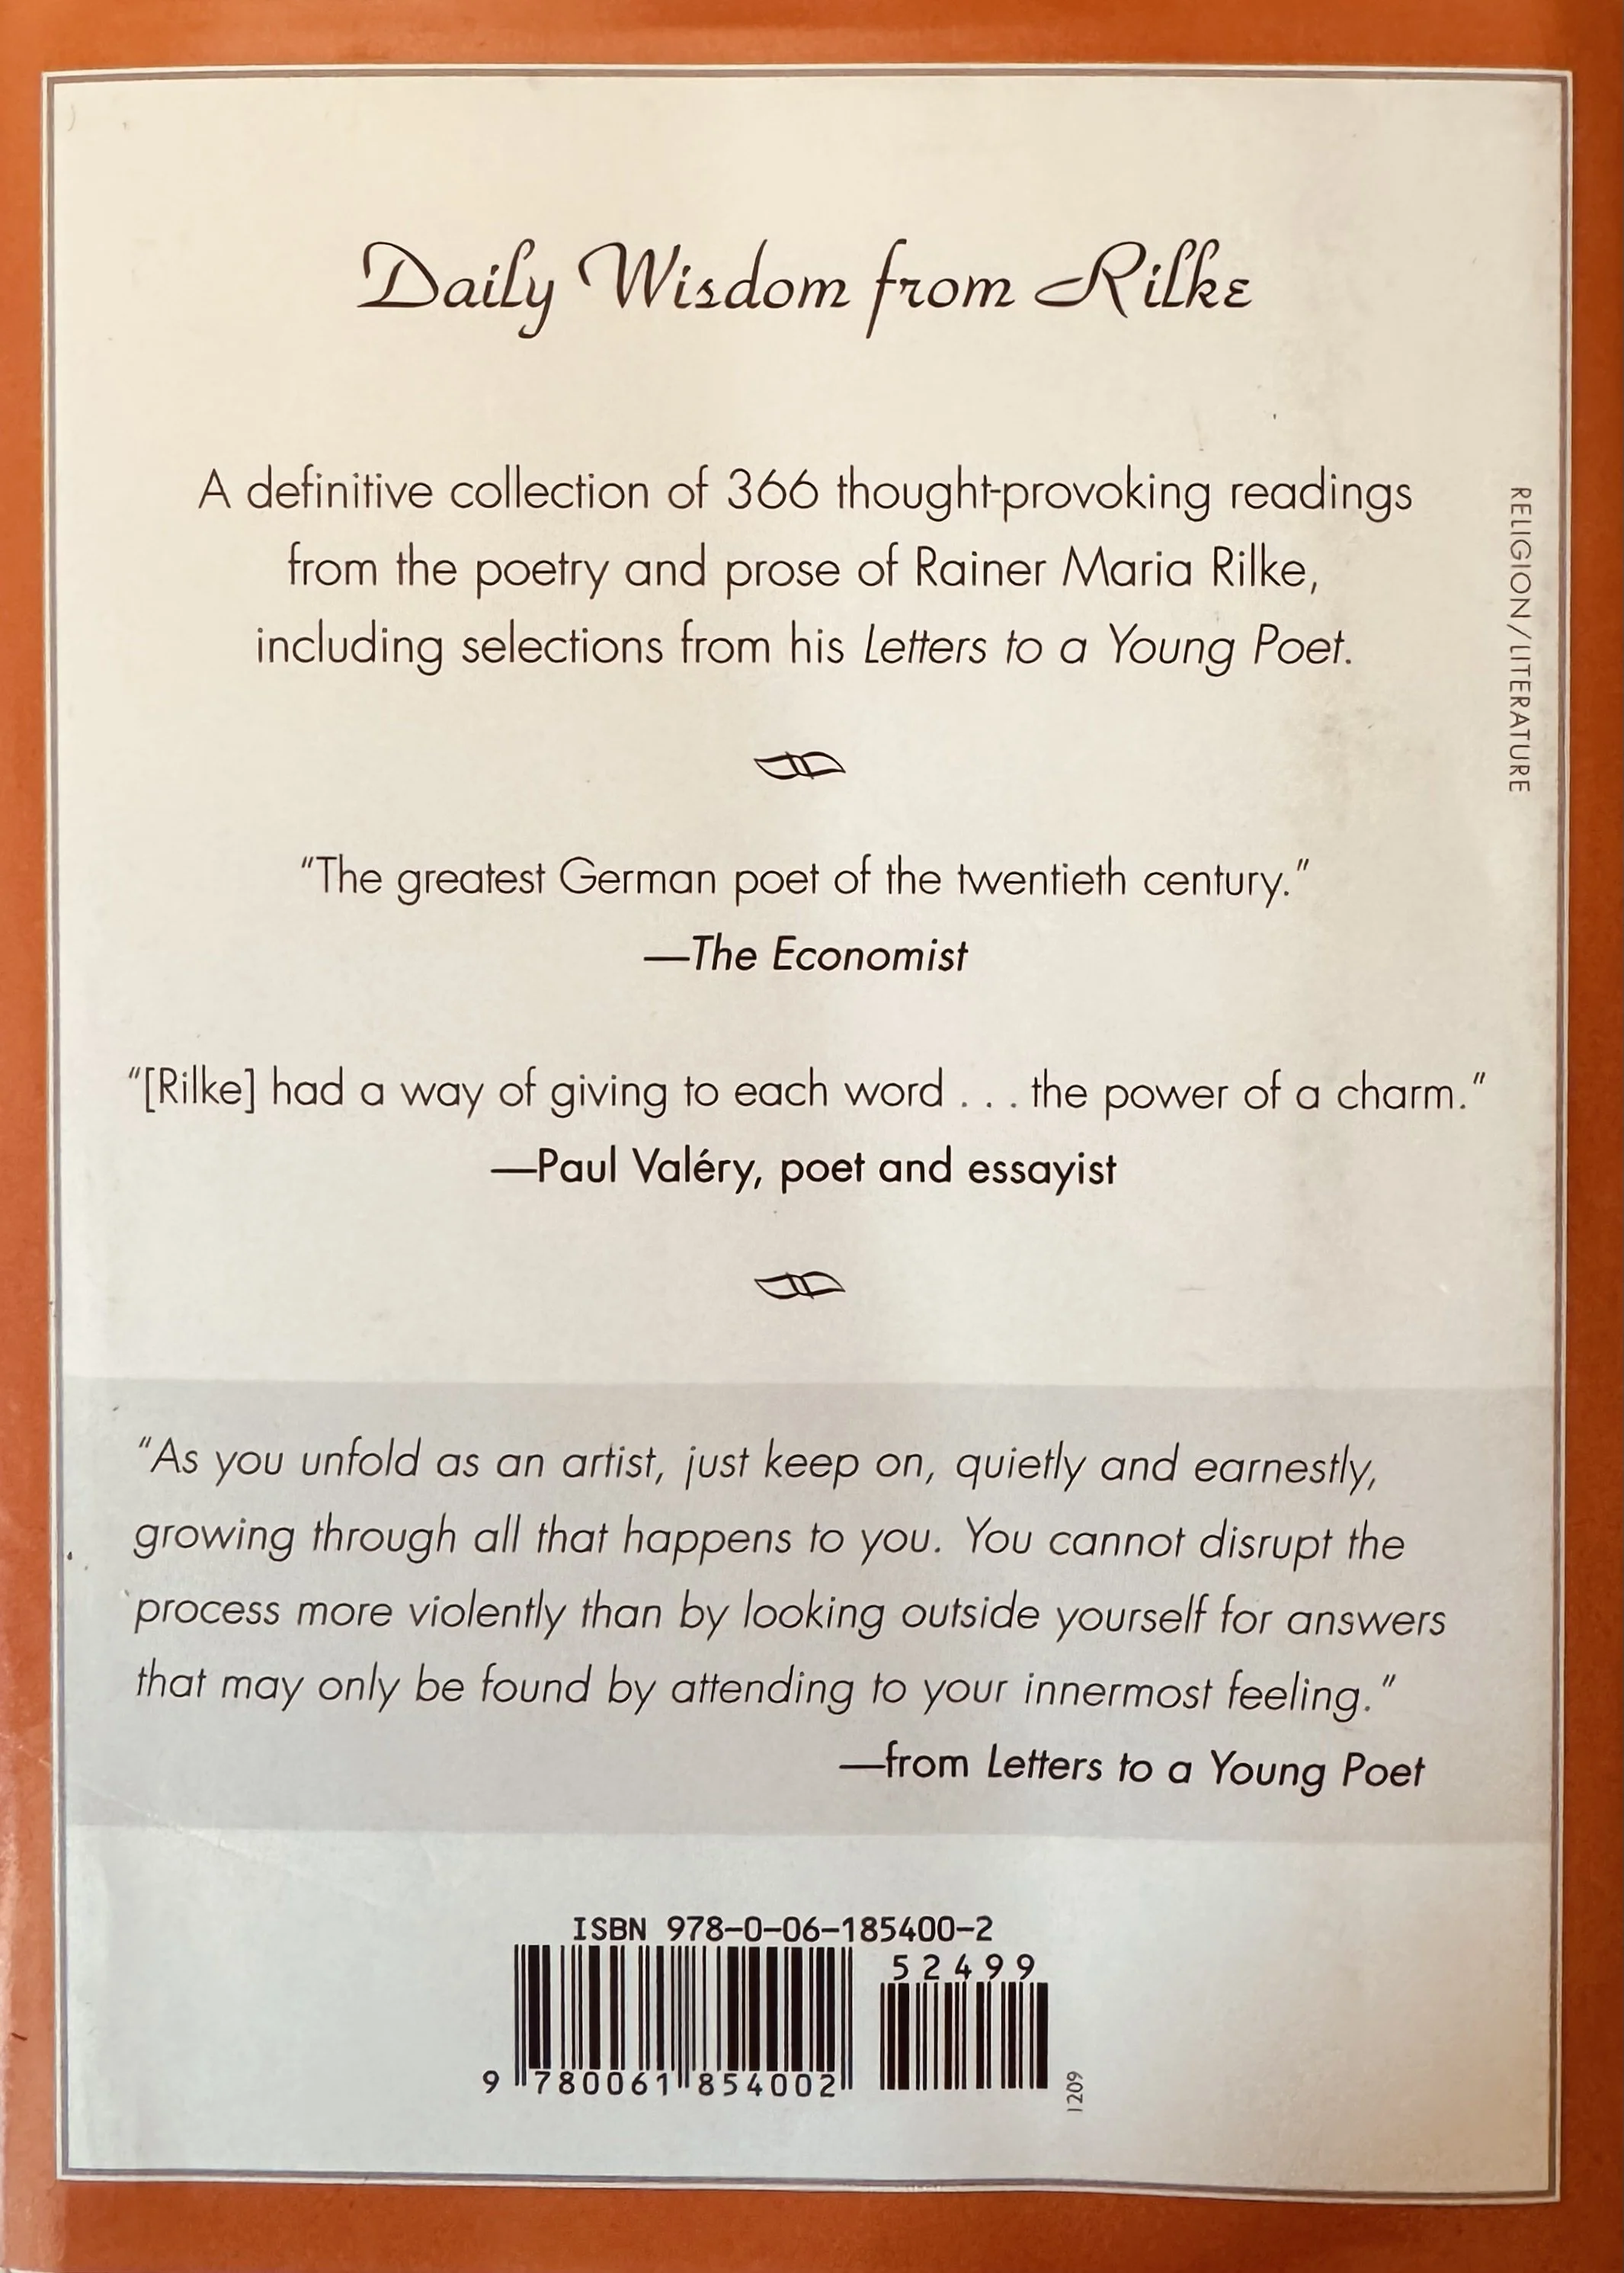 Daily Wisdom from Rilke
A definitive collection of 366 thought-provoking readings
from the poetry and prose of Rainer Maria Rilke,
including selections from his Letters to a Young Poet.
RELIGION/LITERATURE
“The greatest German poet of the twentieth century.”
—The Economist
“[Rilke] had a way of giving to each word . . . the power of a charm.”
—Paul Valéry, poet and essayist
“As you unfold as an artist, just keep on, quietly and earnestly,
growing through all that happens to you. You cannot disrupt the
process more violently than by looking outside yourself for answers
that may only be found by attending to your innermost feeling.”
—from Letters to a Young Poet
ISBN 978-0-06-185400-2
52499
9 780061 854002
1209